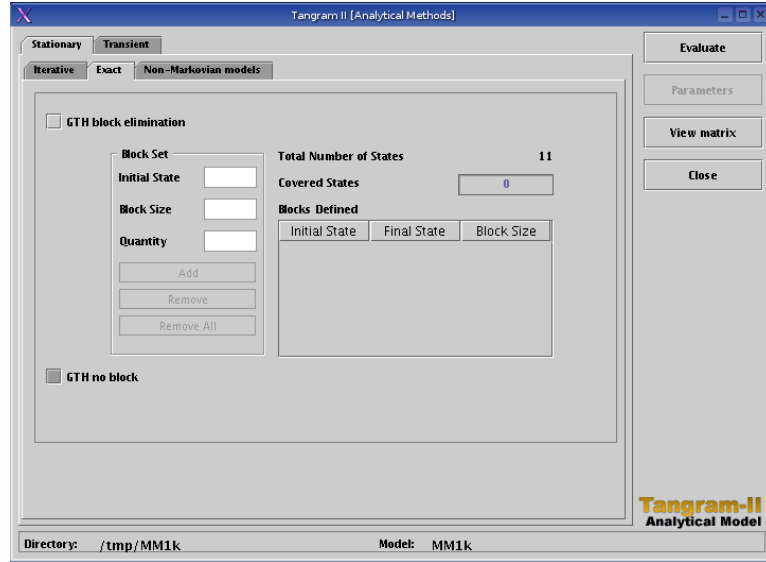 Tangram II [Analytical Methods]
Stationary Transient
Iterative Exact Non-Markovian models
GTH block elimination
Block Set
Initial State
Block Size
Quantity
Add
Remove
Remove All
Total Number of States 11
Covered States 0
Blocks Defined
Initial State Final State Block Size
GTH no block
Evaluate
Parameters
View matrix
Close
Tangram-II
Analytical Model
Directory: /tmp/MM1k Model: MM1k